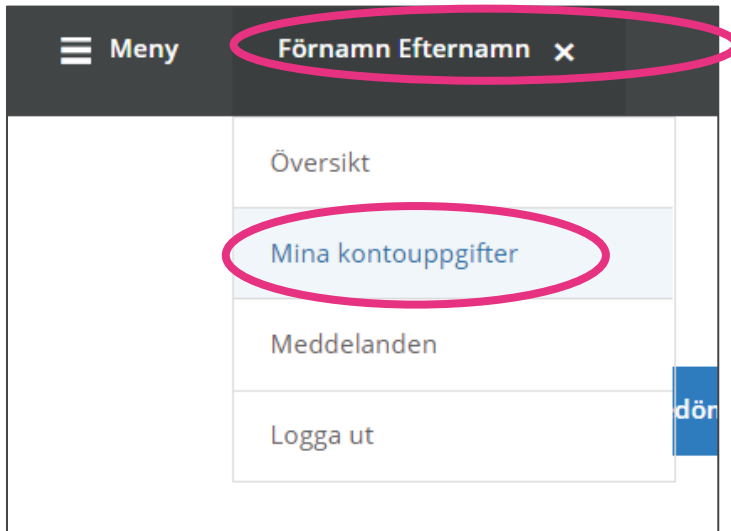 Meny Förnamn Efternamn
Översikt
Mina kontouppgifter
Meddelanden
Logga ut